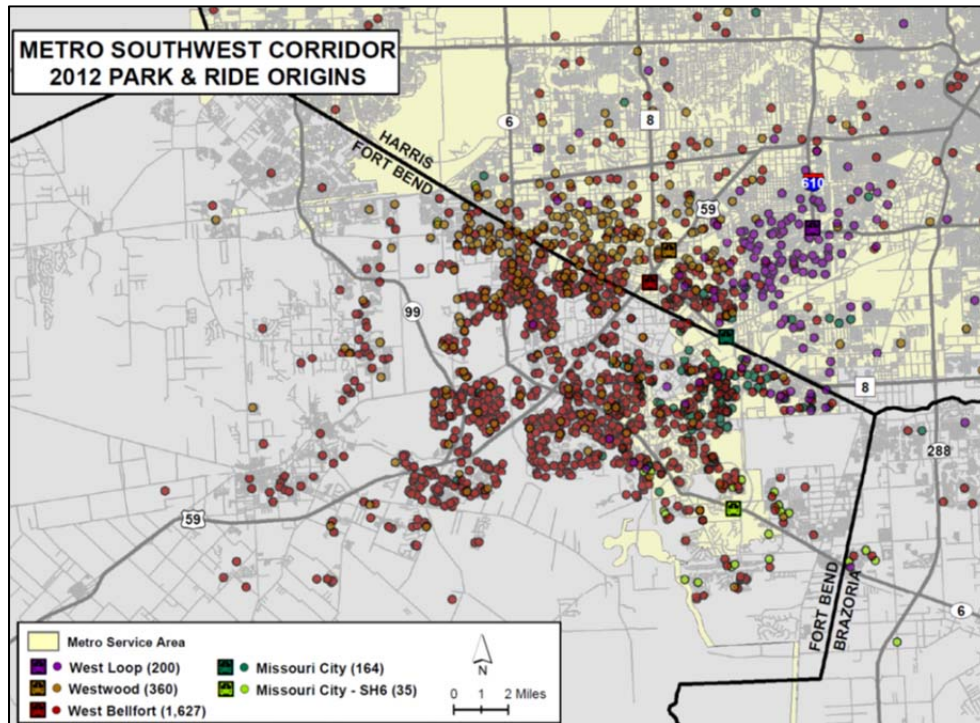 METRO SOUTHWEST CORRIDOR
2012 PARK & RIDE ORIGINS
6
8
HARRIS
FORT BEND
610
59
99
8
288
59
FORT BEND
BRAZORIA
6
Metro Service Area
West Loop (200)
Westwood (360)
West Bellfort (1,627)
Missouri City (164)
Missouri City - SH6 (35)
N
0 1 2 Miles